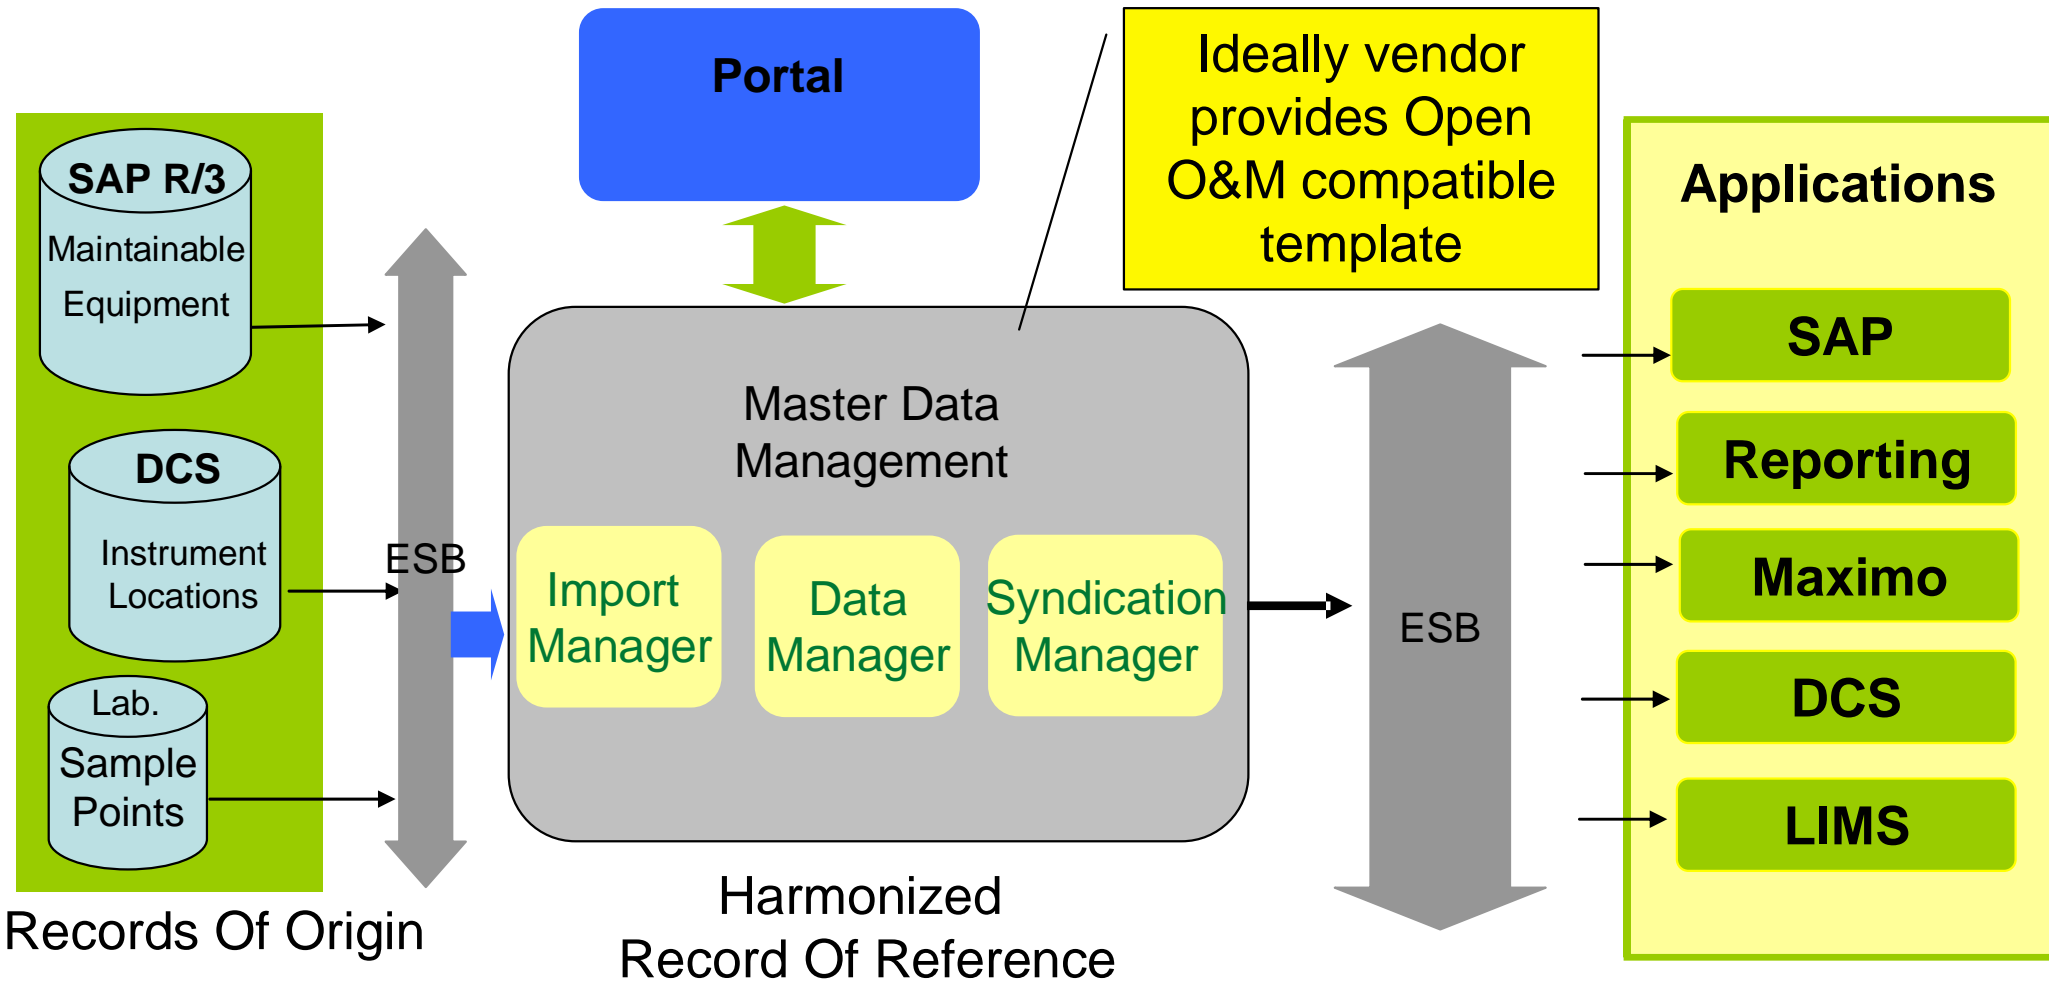 Portal
Ideally vendor
provides Open
O&M compatible
template
SAP R/3
Maintainable
Equipment
DCS
Instrument
Locations
Lab.
Sample
Points
Records Of Origin
ESB
Master Data
Management
Import
Manager
Data
Manager
Syndication
Manager
Harmonized
Record Of Reference
ESB
Applications
SAP
Reporting
Maximo
DCS
LIMS